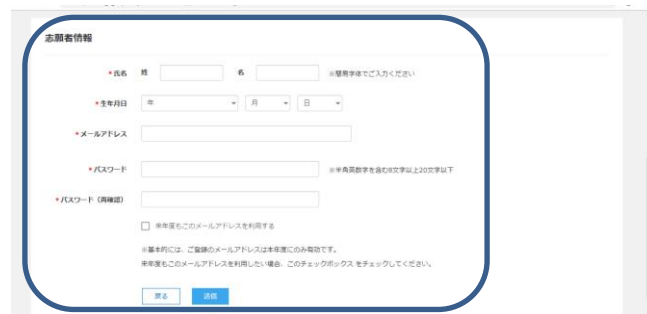 志願者情報
*氏名 姓 名 ※簡易字体でご入力ください
*生年月日 年 月 日
*メールアドレス
*パスワード ※半角英数字を含む8文字以上20文字以下
*パスワード(再確認)
来年度もこのメールアドレスを利用する
※基本的には、ご登録のメールアドレスは本年度にのみ有効です。
来年度もこのメールアドレスを利用したい場合、このチェックボックス をチェックしてください。
戻る 送信